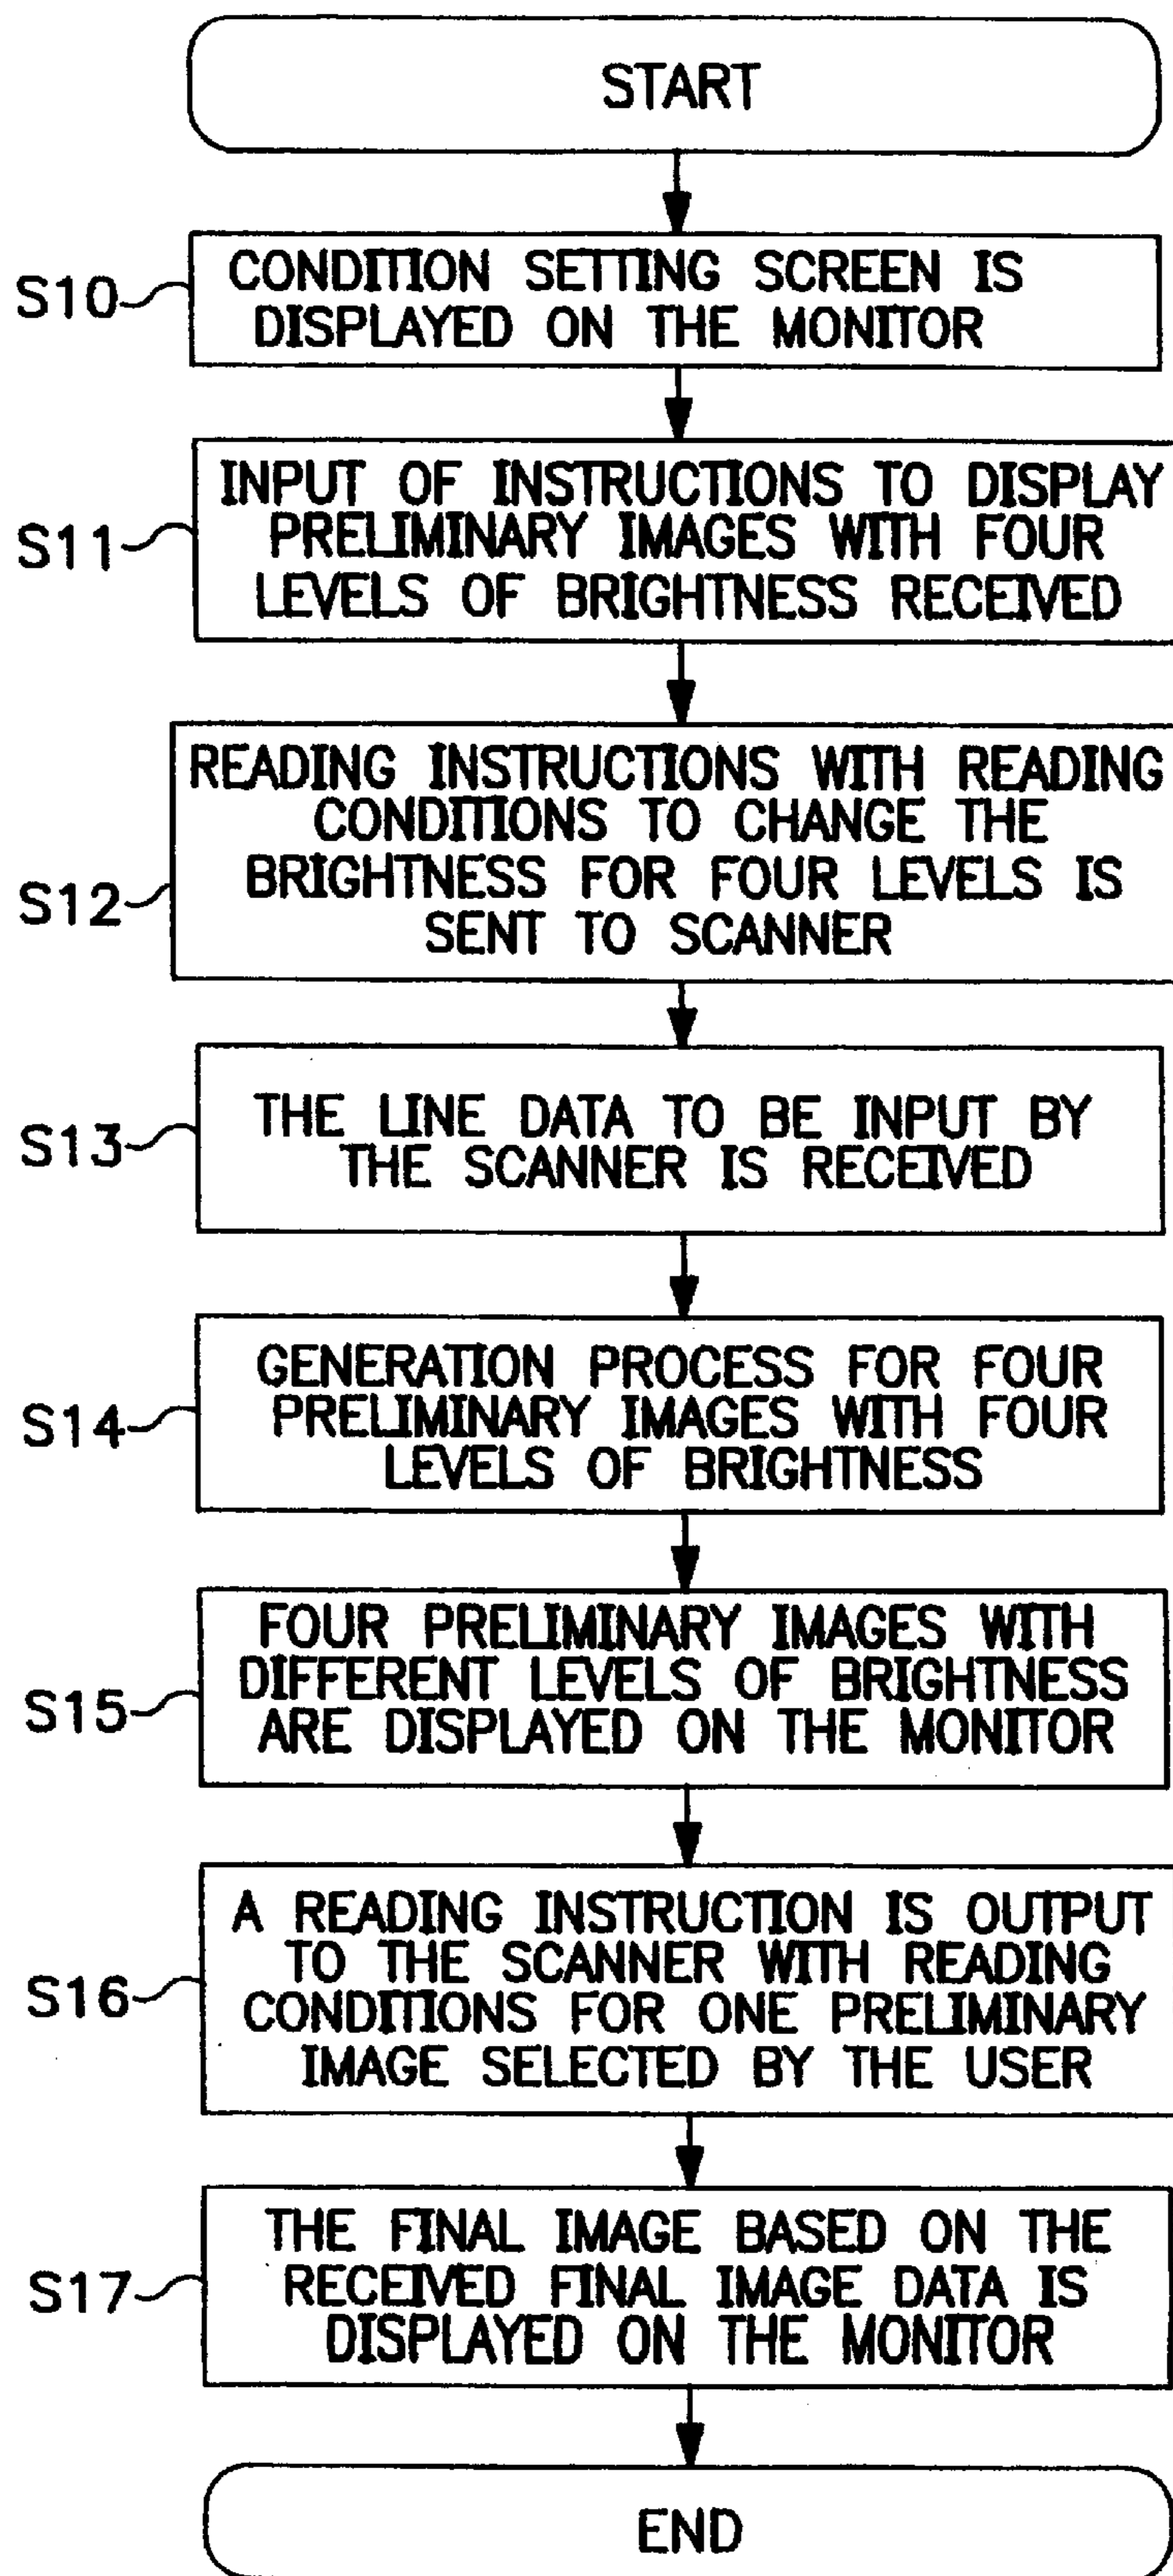 START
S10
CONDITION SETTING SCREEN IS
DISPLAYED ON THE MONITOR
S11
INPUT OF INSTRUCTIONS TO DISPLAY
PRELIMINARY IMAGES WITH FOUR
LEVELS OF BRIGHTNESS RECEIVED
S12
READING INSTRUCTIONS WITH READING
CONDITIONS TO CHANGE THE
BRIGHTNESS FOR FOUR LEVELS IS
SENT TO SCANNER
S13
THE LINE DATA TO BE INPUT BY
THE SCANNER IS RECEIVED
S14
GENERATION PROCESS FOR FOUR
PRELIMINARY IMAGES WITH FOUR
LEVELS OF BRIGHTNESS
S15
FOUR PRELIMINARY IMAGES WITH
DIFFERENT LEVELS OF BRIGHTNESS
ARE DISPLAYED ON THE MONITOR
S16
A READING INSTRUCTION IS OUTPUT
TO THE SCANNER WITH READING
CONDITIONS FOR ONE PRELIMINARY
IMAGE SELECTED BY THE USER
S17
THE FINAL IMAGE BASED ON THE
RECEIVED FINAL IMAGE DATA IS
DISPLAYED ON THE MONITOR
END